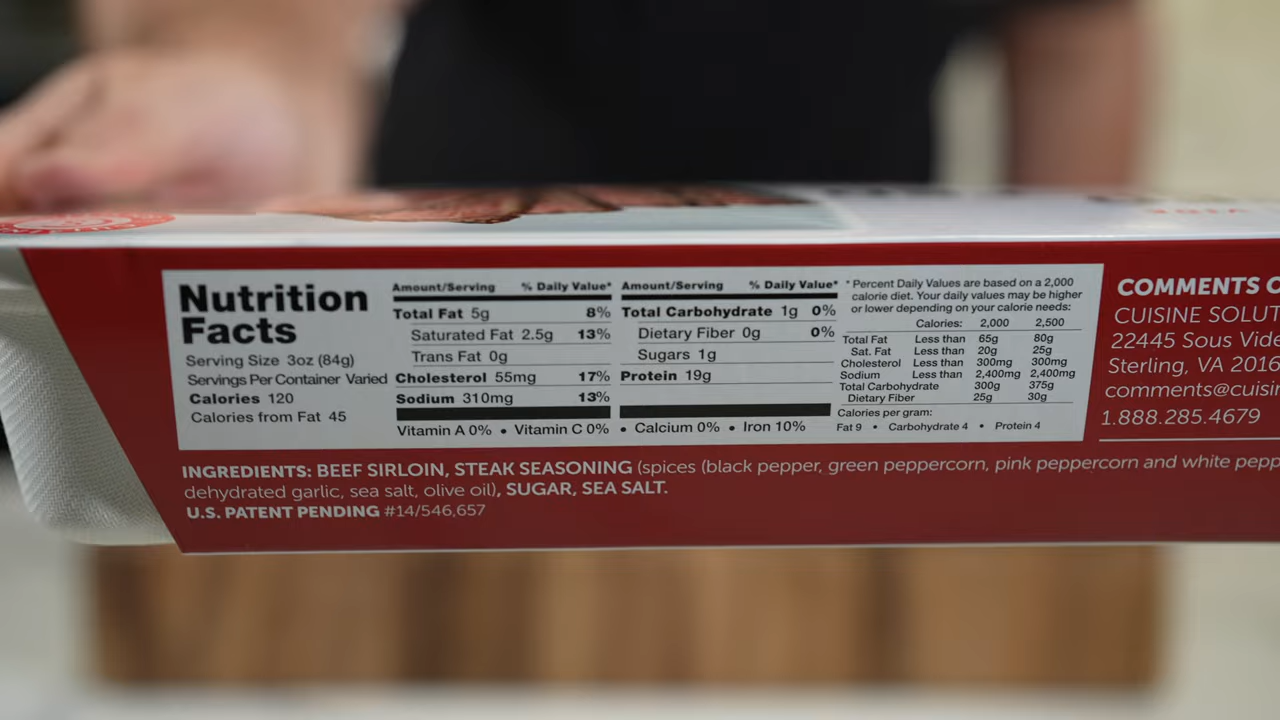 Nutrition
Facts
Serving Size 3oz (84g)
Servings Per Container Varied
Calories 120
Calories from Fat 45
Amount/Serving % Daily Value*
Total Fat 5g 8%
Saturated Fat 2.5g 13%
Trans Fat 0g
Cholesterol 55mg 17%
Sodium 310mg 13%
Amount/Serving % Daily Value*
Total Carbohydrate 1g 0%
Dietary Fiber 0g 0%
Sugars 1g
Protein 19g
Vitamin A 0% • Vitamin C 0% • Calcium 0% • Iron 10%
* Percent Daily Values are based on a 2,000
calorie diet. Your daily values may be higher
or lower depending on your calorie needs:
Calories: 2,000 2,500
Total Fat Less than 65g 80g
Sat. Fat Less than 20g 25g
Cholesterol Less than 300mg 300mg
Sodium Less than 2,400mg 2,400mg
Total Carbohydrate 300g 375g
Dietary Fiber 25g 30g
Calories per gram:
Fat 9 • Carbohydrate 4 • Protein 4
INGREDIENTS: BEEF SIRLOIN, STEAK SEASONING (spices (black pepper, green peppercorn, pink peppercorn and white pepp
dehydrated garlic, sea salt, olive oil), SUGAR, SEA SALT.
U.S. PATENT PENDING #14/546,657
COMMENTS
CUISINE SOLUT
22445 Sous Vide
Sterling, VA 2016
comments@cuisin
1.888.285.4679